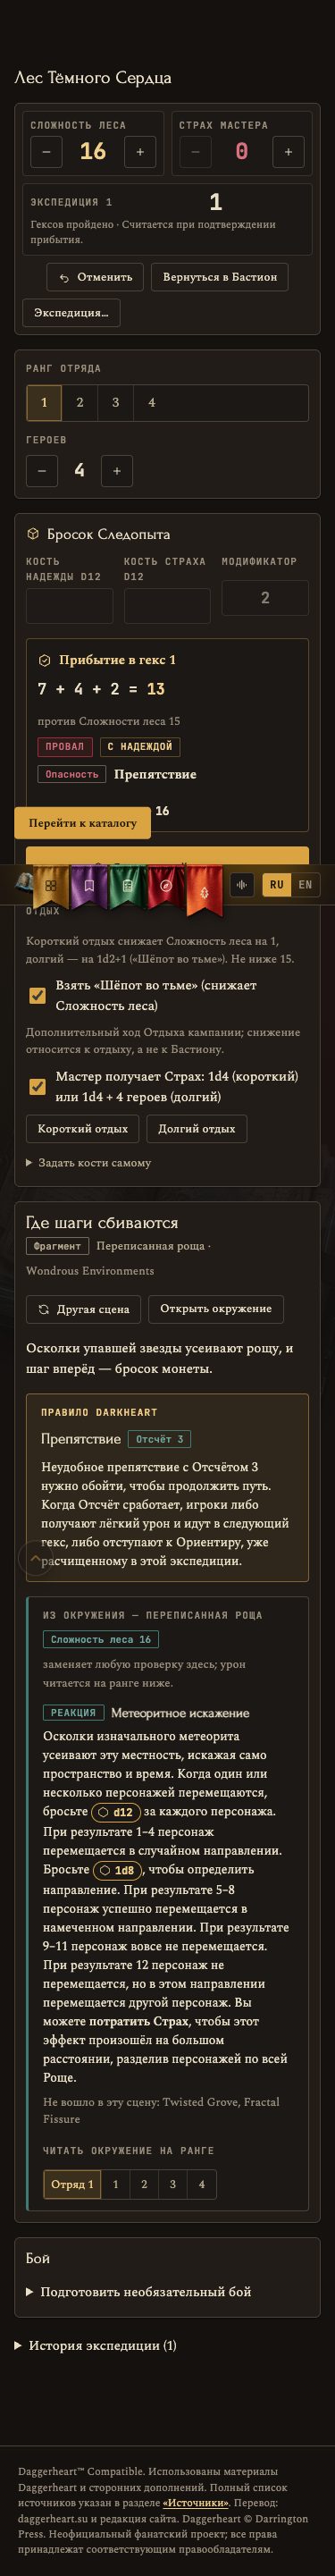 Лес Тёмного Сердца
СЛОЖНОСТЬ ЛЕСА
− 16 +
СТРАХ МАСТЕРА
− 0 +
ЭКСПЕДИЦИЯ 1
1
Гексов пройдено · Считается при подтверждении
прибытия.
Отменить
Вернуться в Бастион
Экспедиция…
РАНГ ОТРЯДА
1 2 3 4
ГЕРОЕВ
− 4 +
Бросок Следопыта
КОСТЬ
НАДЕЖДЫ D12
КОСТЬ СТРАХА
D12
МОДИФИКАТОР
2
Прибытие в гекс 1
7 + 4 + 2 = 13
против Сложности леса 15
ПРОВАЛ С НАДЕЖДОЙ
Опасность Препятствие
16
Перейти к каталогу
RU EN
ОТДЫХ
Короткий отдых снижает Сложность леса на 1,
долгий — на 1d2+1 («Шёпот во тьме»). Не ниже 15.
Взять «Шёпот во тьме» (снижает
Сложность леса)
Дополнительный ход Отдыха кампании; снижение
относится к отдыху, а не к Бастиону.
Мастер получает Страх: 1d4 (короткий)
или 1d4 + 4 героев (долгий)
Короткий отдых
Долгий отдых
Задать кости самому
Где шаги сбиваются
Фрагмент Переписанная роща ·
Wondrous Environments
Другая сцена
Открыть окружение
Осколки упавшей звезды усеивают рощу, и
шаг вперёд — бросок монеты.
ПРАВИЛО DARKHEART
Препятствие Отсчёт 3
Неудобное препятствие с Отсчётом 3
нужно обойти, чтобы продолжить путь.
Когда Отсчёт сработает, игроки либо
получают лёгкий урон и идут в следующий
гекс, либо отступают к Ориентиру, уже
расчищенному в этой экспедиции.
ИЗ ОКРУЖЕНИЯ — ПЕРЕПИСАННАЯ РОЩА
Сложность леса 16
заменяет любую проверку здесь; урон
читается на ранге ниже.
РЕАКЦИЯ Метеоритное искажение
Осколки изначального метеорита
усеивают эту местность, искажая само
пространство и время. Когда один или
несколько персонажей перемещаются,
бросьте d12 за каждого персонажа.
При результате 1–4 персонаж
перемещается в случайном направлении.
Бросьте 1d8, чтобы определить
направление. При результате 5–8
персонаж успешно перемещается в
намеченном направлении. При результате
9–11 персонаж вовсе не перемещается.
При результате 12 персонаж не
перемещается, но в этом направлении
перемещается другой персонаж. Вы
можете потратить Страх, чтобы этот
эффект произошёл на большом
расстоянии, разделив персонажей по всей
Роще.
Не вошло в эту сцену: Twisted Grove, Fractal
Fissure
ЧИТАТЬ ОКРУЖЕНИЕ НА РАНГЕ
Отряд 1 1 2 3 4
Бой
Подготовить необязательный бой
История экспедиции (1)
Daggerheart™ Compatible. Использованы материалы
Daggerheart и сторонних дополнений. Полный список
источников указан в разделе «Источники». Перевод:
daggerheart.su и редакция сайта. Daggerheart © Darrington
Press. Неофициальный фанатский проект; все права
принадлежат соответствующим правообладателям.